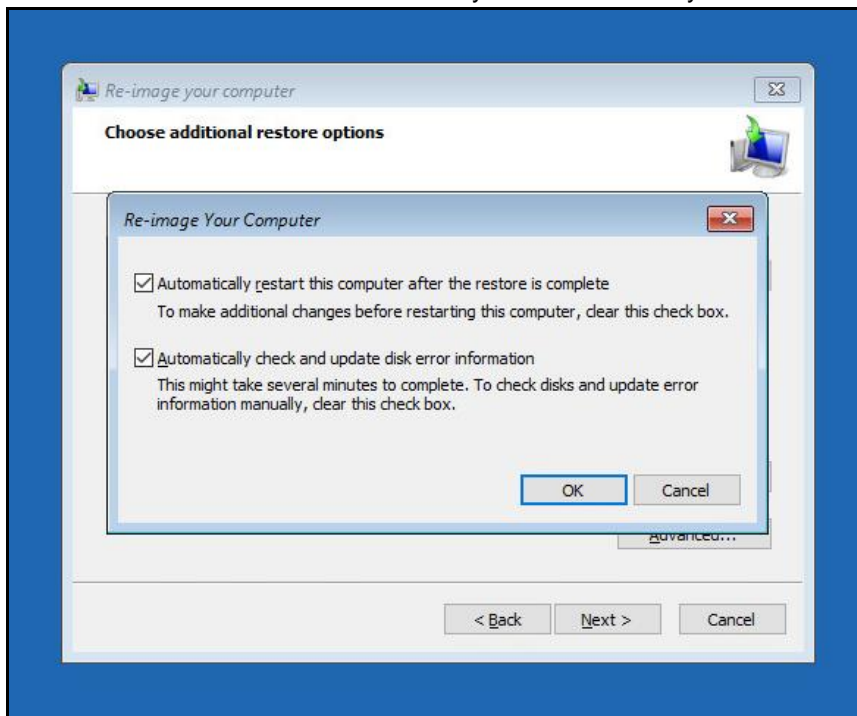 Re-image your computer
Choose additional restore options
Re-image Your Computer
Automatically restart this computer after the restore is complete
To make additional changes before restarting this computer, clear this check box.
Automatically check and update disk error information
This might take several minutes to complete. To check disks and update error
information manually, clear this check box.
OK Cancel
Advanced...
< Back Next > Cancel